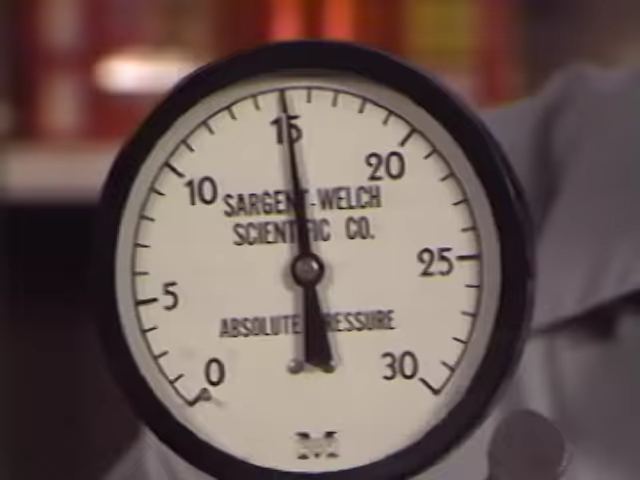 15
10 20
SARGENT-WELCH
SCIENTIFIC CO.
25
5
ABSOLUTE PRESSURE
0 30
M